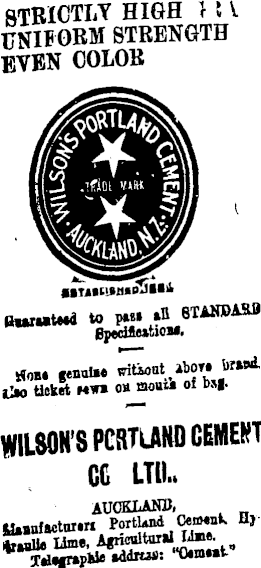 STRICTLY HIGH
UNIFORM STRENGTH
EVEN COLOR
WILSON'S PORTLAND CEMENT
TRADE MARK
AUCKLAND, N.Z.
ESTABLISHED
Guaranteed to pass all STANDARD
Specifications.
None genuine without above brand.
Also ticket sewn on mouth of bag.
WILSON'S PORTLAND CEMENT
CO LTD.,
AUCKLAND,
Manufacturers Portland Cement, Hy-
draulic Lime, Agricultural Lime.
Telegraphic address: "Cement."